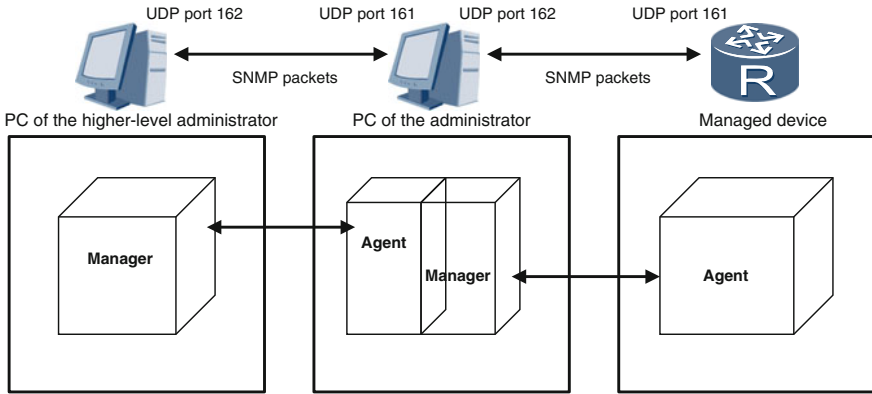 UDP port 162
UDP port 161
UDP port 162
UDP port 161
SNMP packets
SNMP packets
R
PC of the higher-level administrator
PC of the administrator
Managed device
Manager
Agent
Manager
Agent